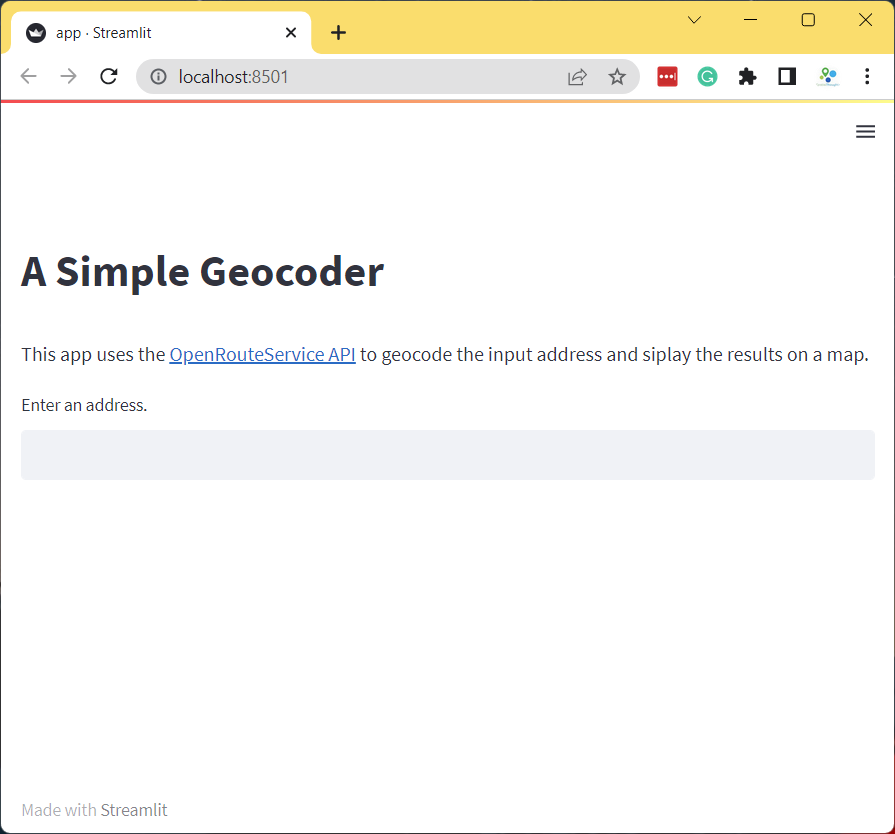 app · Streamlit
localhost:8501
A Simple Geocoder
This app uses the OpenRouteService API to geocode the input address and siplay the results on a map.
Enter an address.
Made with Streamlit